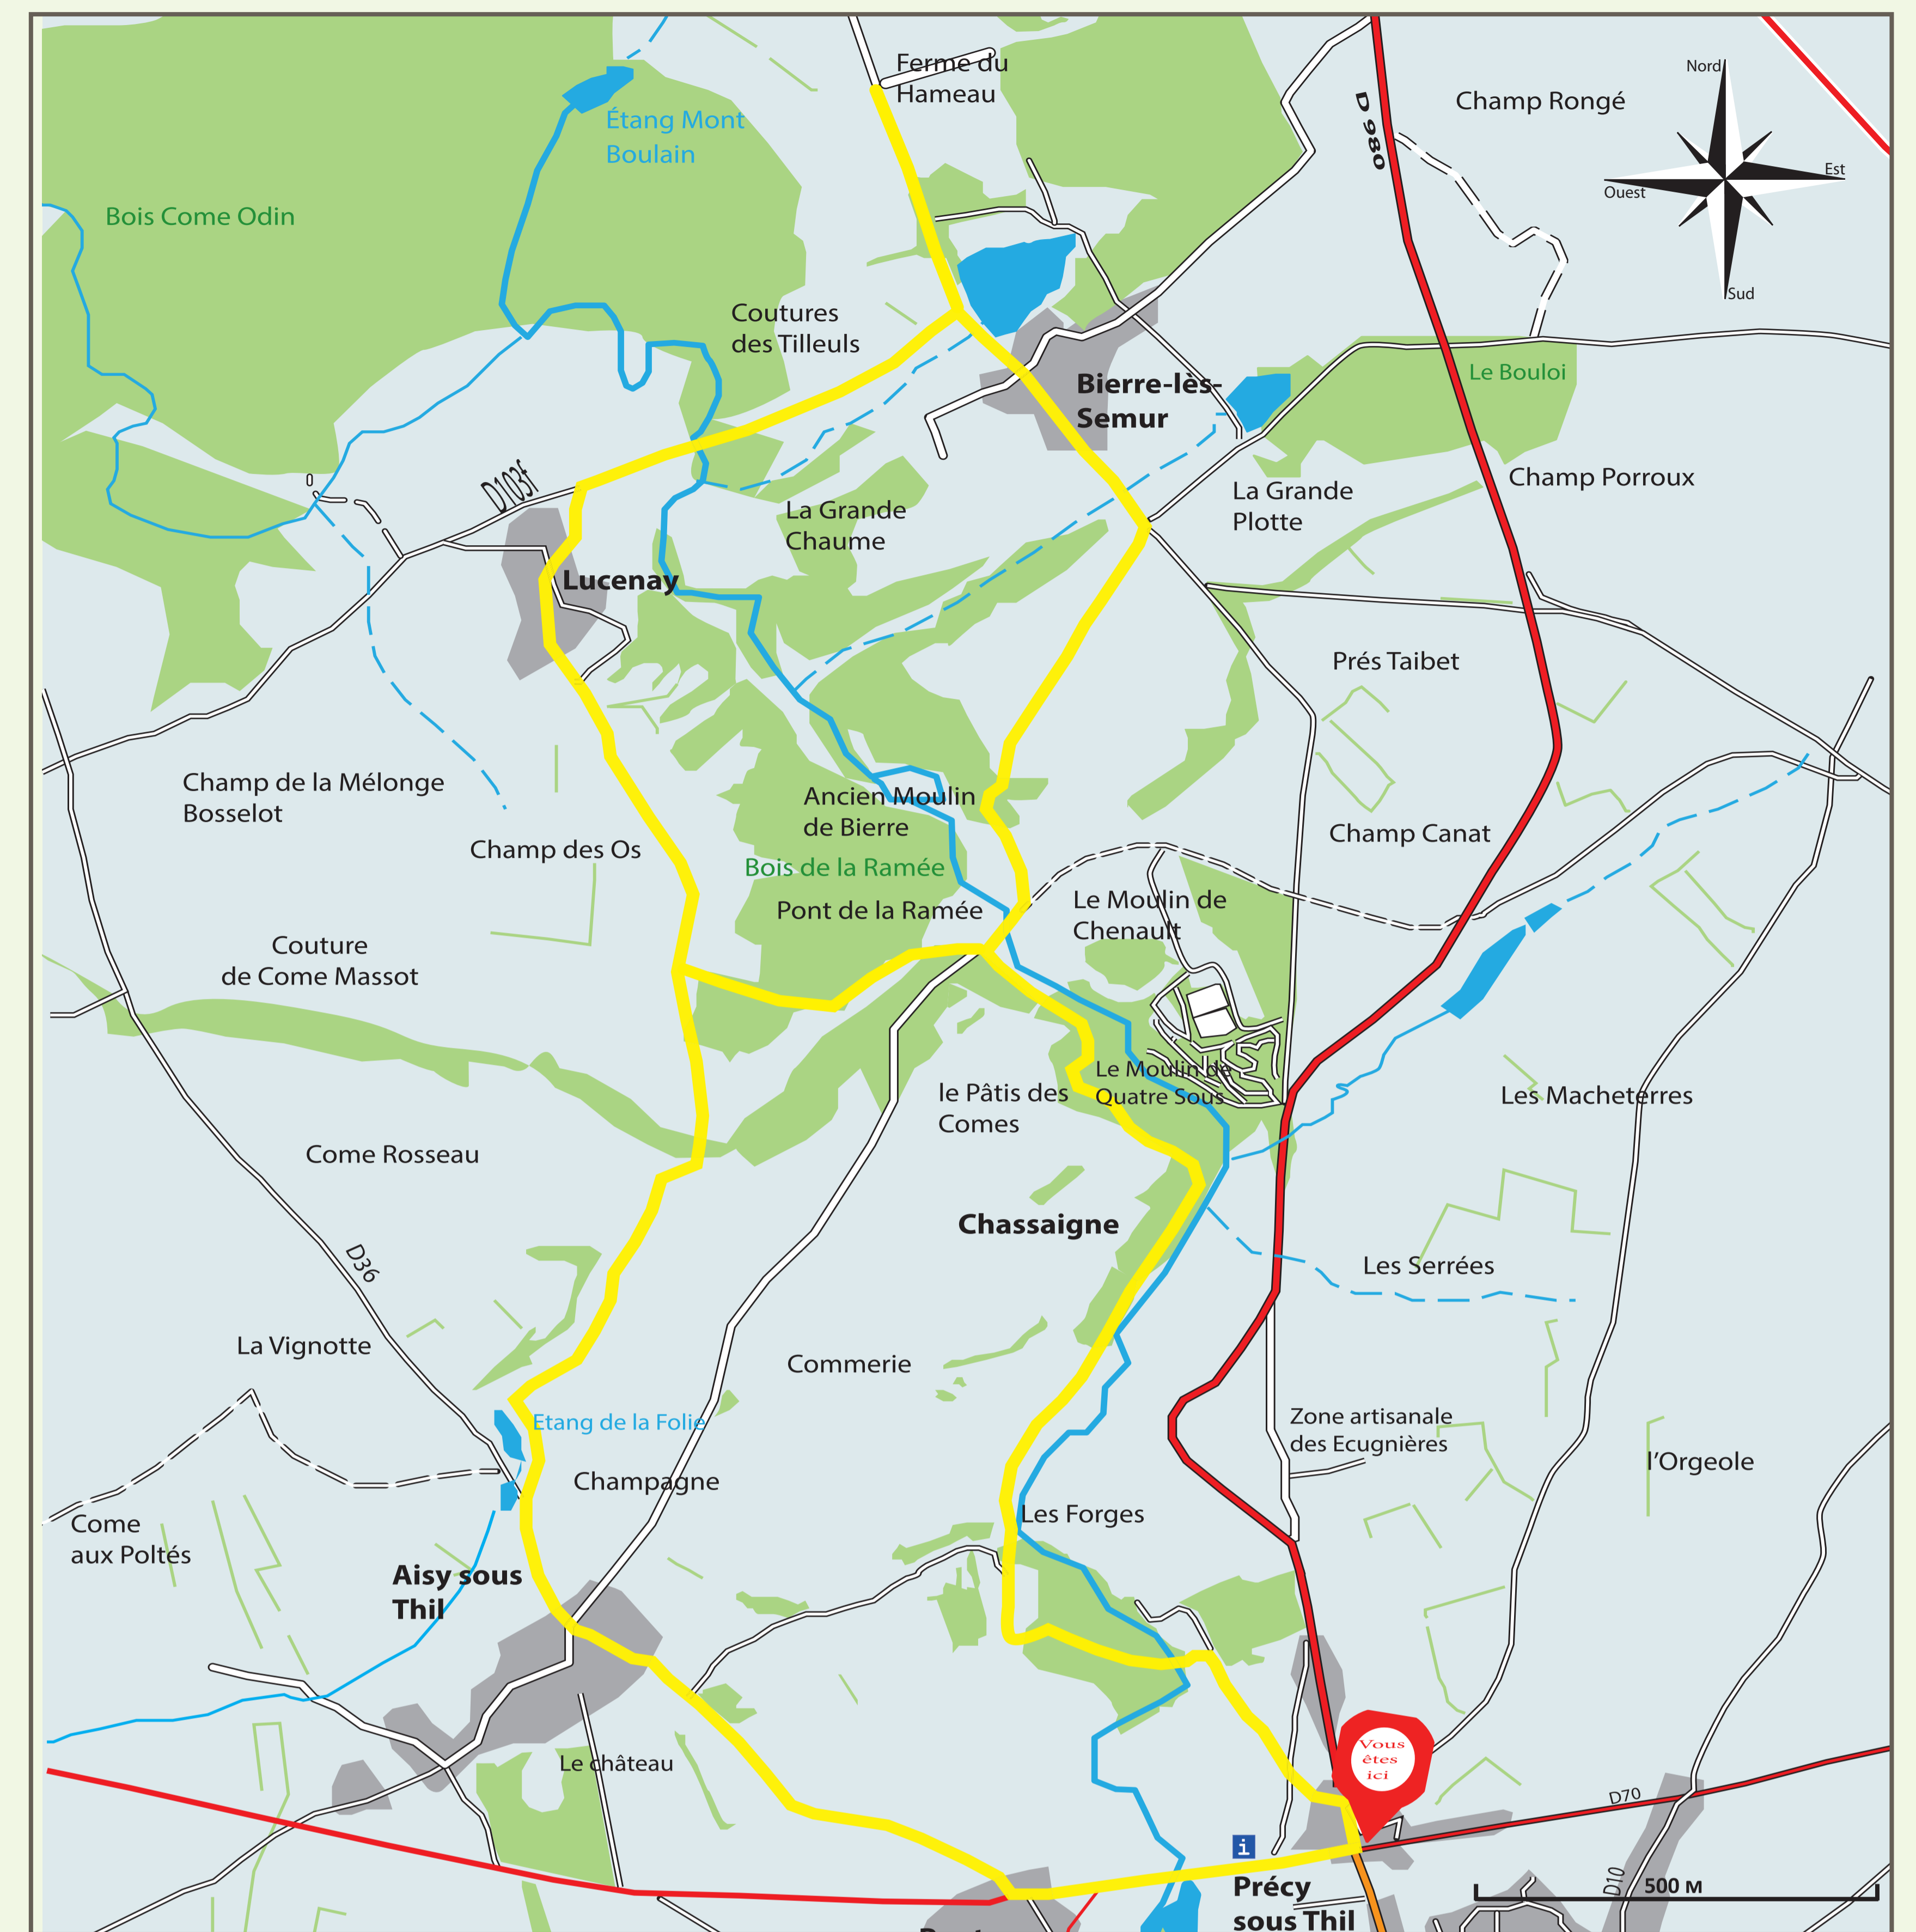 Ferme du
Hameau
Étang Mont
Boulain
D 980
Champ Rongé
Nord
Est
Ouest
Sud
Bois Come Odin
Coutures
des Tilleuls
Bierre-lès-
Semur
Le Bouloi
D103f
La Grande
Chaume
La Grande
Plotte
Champ Porroux
Lucenay
Prés Taibet
Champ de la Mélonge
Bosselot
Champ des Os
Ancien Moulin
de Bierre
Bois de la Ramée
Pont de la Ramée
Champ Canat
Le Moulin de
Chenault
Couture
de Come Massot
le Pâtis des
Comes
Le Moulin de
Quatre Sous
Les Macheterres
Come Rosseau
Chassaigne
D36
Les Serrées
La Vignotte
Commerie
Etang de la Folie
Zone artisanale
des Ecugnières
Champagne
l'Orgeole
Come
aux Poltés
Les Forges
Aisy sous
Thil
Le château
Vous
êtes
ici
D70
i
Précy
sous Thil
D10
500 M